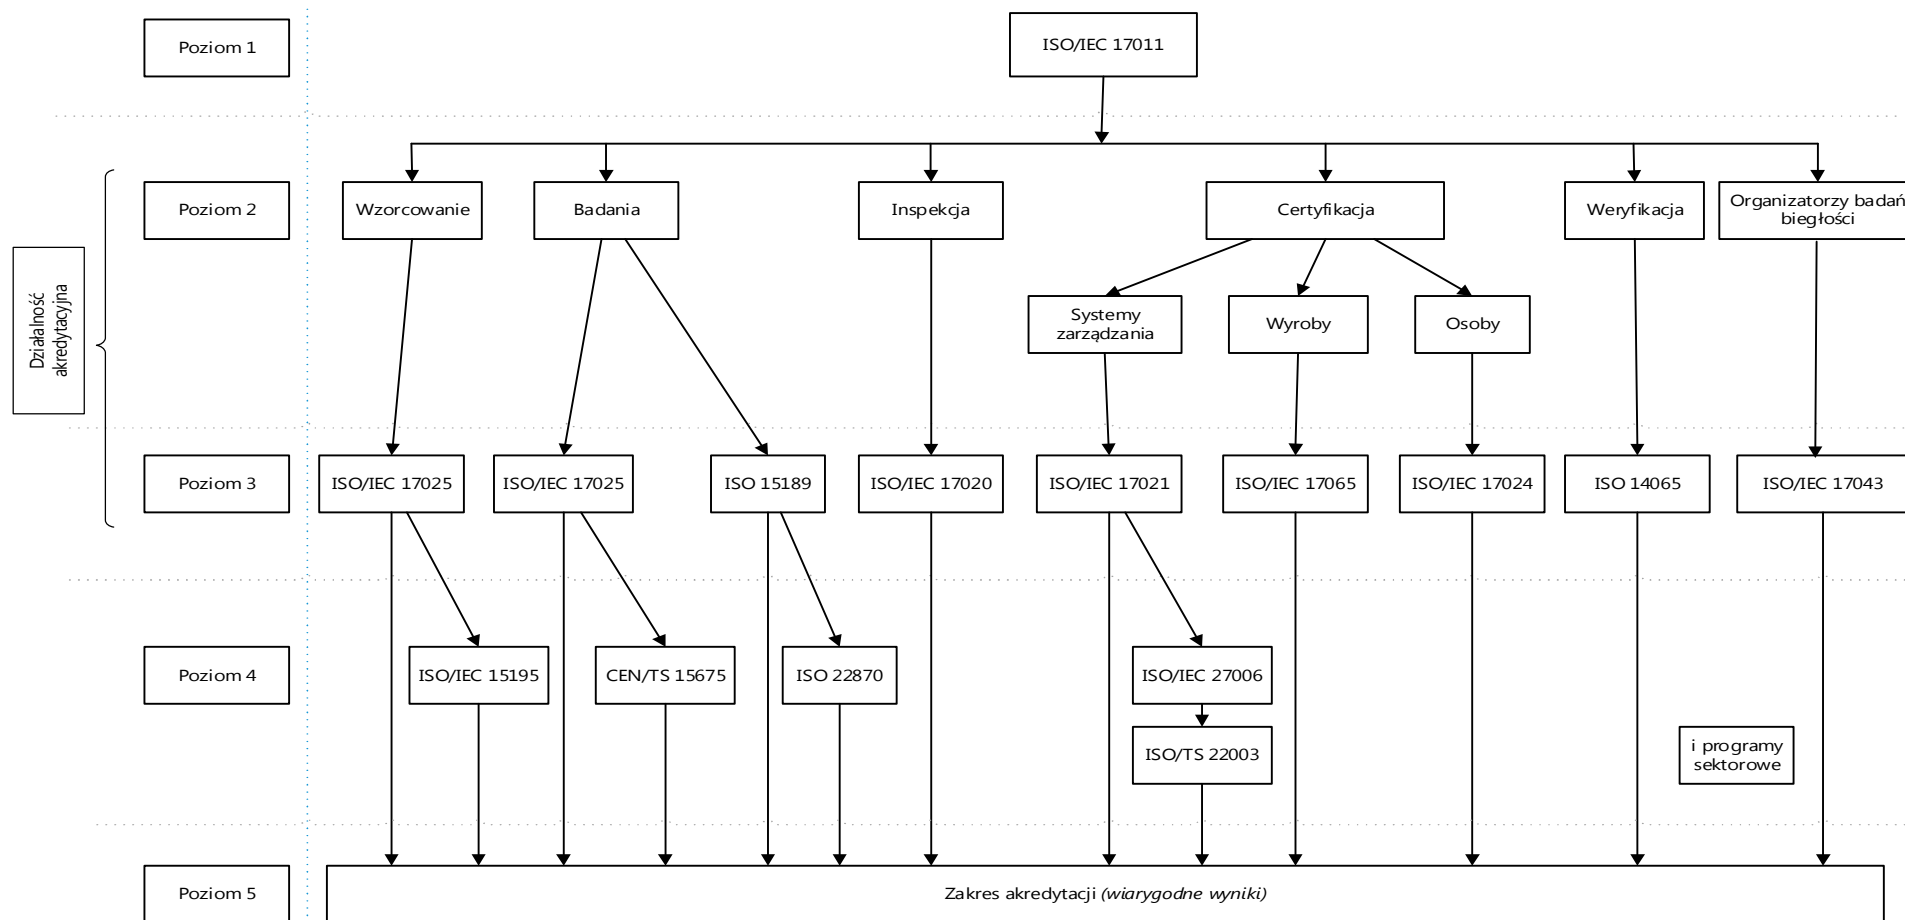 Poziom 1
ISO/IEC 17011
Działalność
akredytacyjna
Poziom 2
Wzorcowanie
Badania
Inspekcja
Certyfikacja
Weryfikacja
Organizatorzy badań
biegłości
Systemy
zarządzania
Wyroby
Osoby
Poziom 3
ISO/IEC 17025
ISO/IEC 17025
ISO 15189
ISO/IEC 17020
ISO/IEC 17021
ISO/IEC 17065
ISO/IEC 17024
ISO 14065
ISO/IEC 17043
Poziom 4
ISO/IEC 15195
CEN/TS 15675
ISO 22870
ISO/IEC 27006
ISO/TS 22003
i programy
sektorowe
Poziom 5
Zakres akredytacji (wiarygodne wyniki)